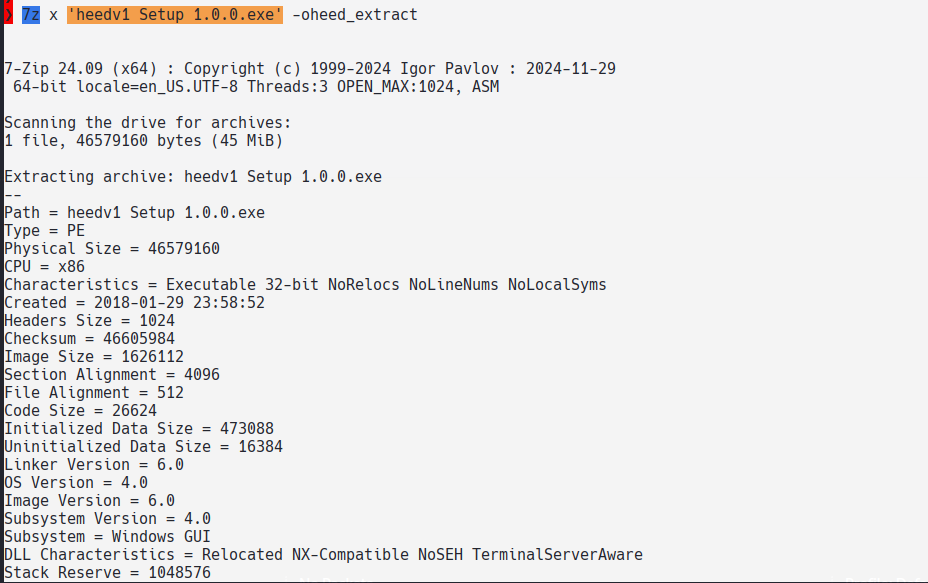 ❯ 7z x 'heedv1 Setup 1.0.0.exe' -oheed_extract
7-Zip 24.09 (x64) : Copyright (c) 1999-2024 Igor Pavlov : 2024-11-29
64-bit locale=en_US.UTF-8 Threads:3 OPEN_MAX:1024, ASM
Scanning the drive for archives:
1 file, 46579160 bytes (45 MiB)
Extracting archive: heedv1 Setup 1.0.0.exe
--
Path = heedv1 Setup 1.0.0.exe
Type = PE
Physical Size = 46579160
CPU = x86
Characteristics = Executable 32-bit NoRelocs NoLineNums NoLocalSyms
Created = 2018-01-29 23:58:52
Headers Size = 1024
Checksum = 46605984
Image Size = 1626112
Section Alignment = 4096
File Alignment = 512
Code Size = 26624
Initialized Data Size = 473088
Uninitialized Data Size = 16384
Linker Version = 6.0
OS Version = 4.0
Image Version = 6.0
Subsystem Version = 4.0
Subsystem = Windows GUI
DLL Characteristics = Relocated NX-Compatible NoSEH TerminalServerAware
Stack Reserve = 1048576